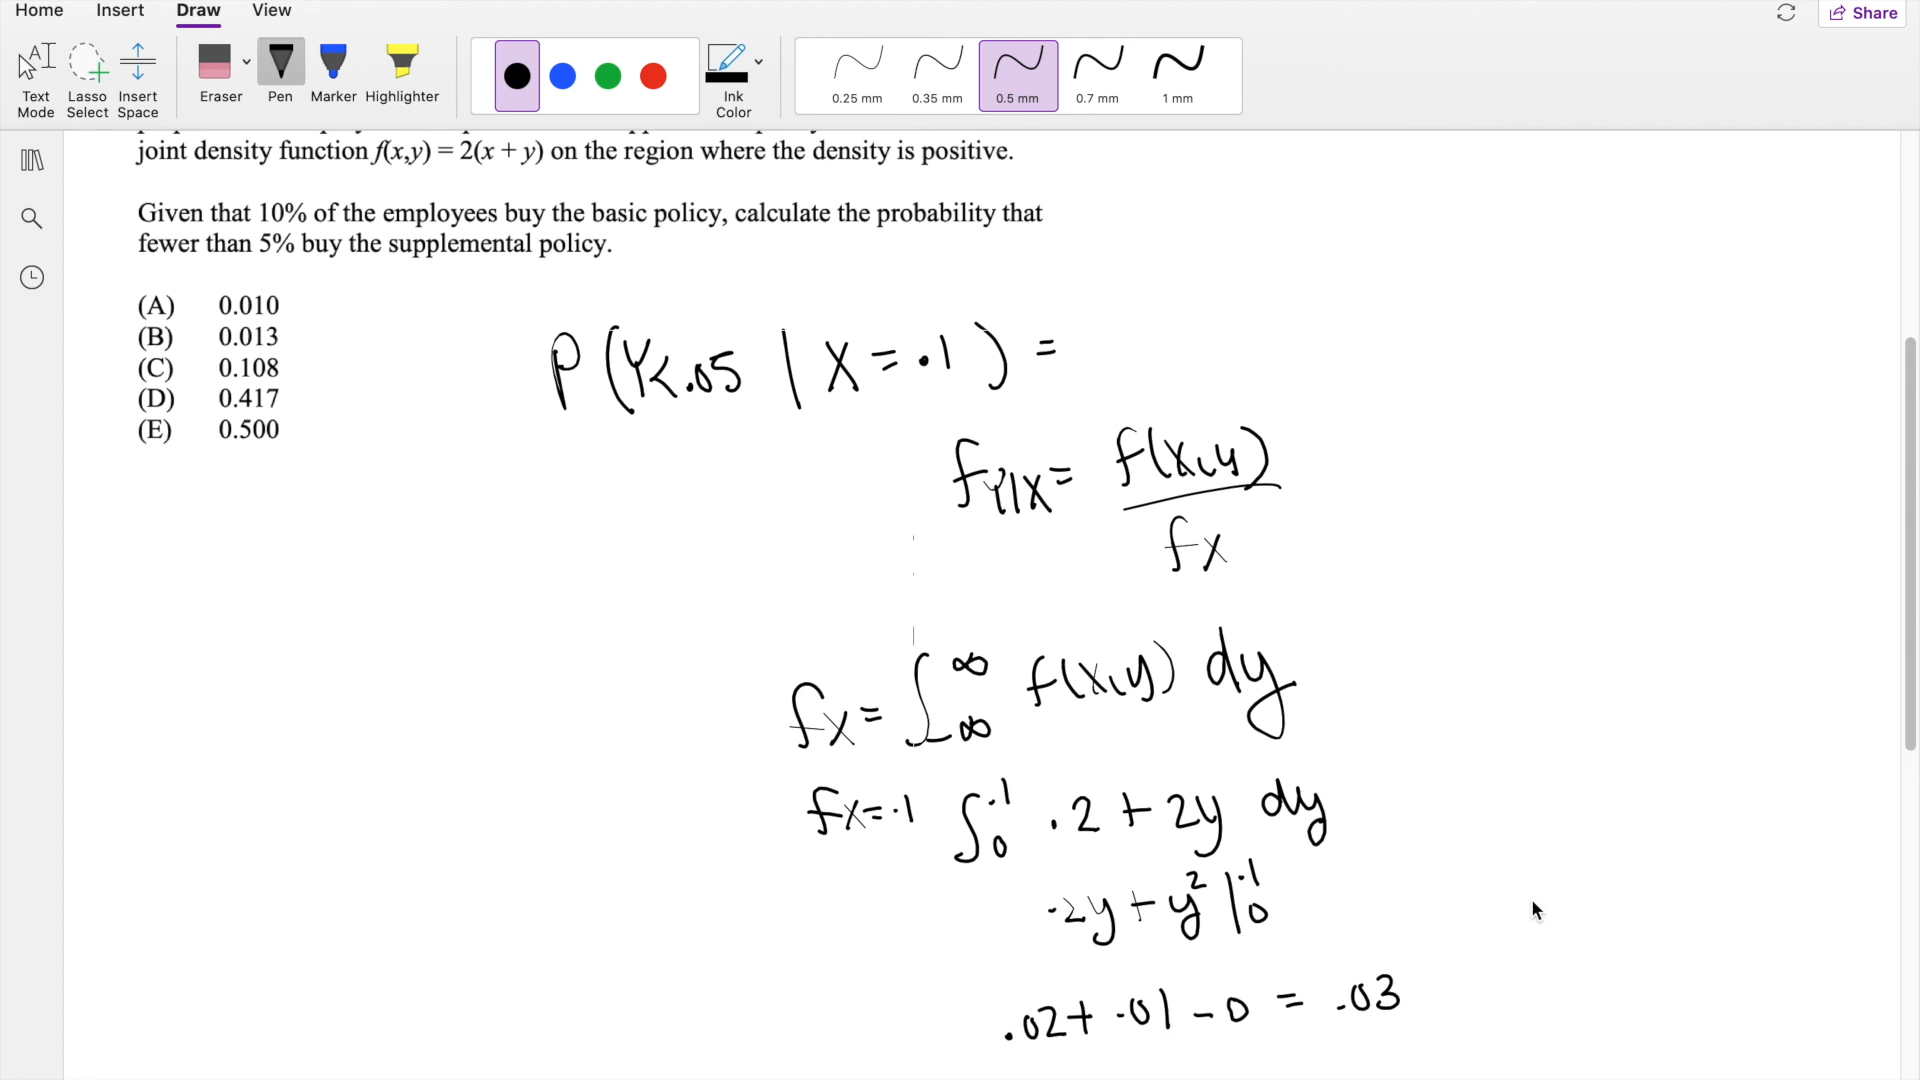 Home Insert Draw View Share
Text Mode Lasso Select Insert Space Eraser Pen Marker Highlighter Ink Color 0.25 mm 0.35 mm 0.5 mm 0.7 mm 1 mm
joint density function f(x,y) = 2(x + y) on the region where the density is positive.
Given that 10% of the employees buy the basic policy, calculate the probability that
fewer than 5% buy the supplemental policy.
(A) 0.010
(B) 0.013
(C) 0.108
(D) 0.417
(E) 0.500
P(Y<.05 | X=.1) =
fY|X = f(x,y) / fx
fx = ∫_-∞^∞ f(x,y) dy
fx=.1 ∫_0^.1 .2 + 2y dy
.2y + y² |_0^.1
.02 + .01 - 0 = .03